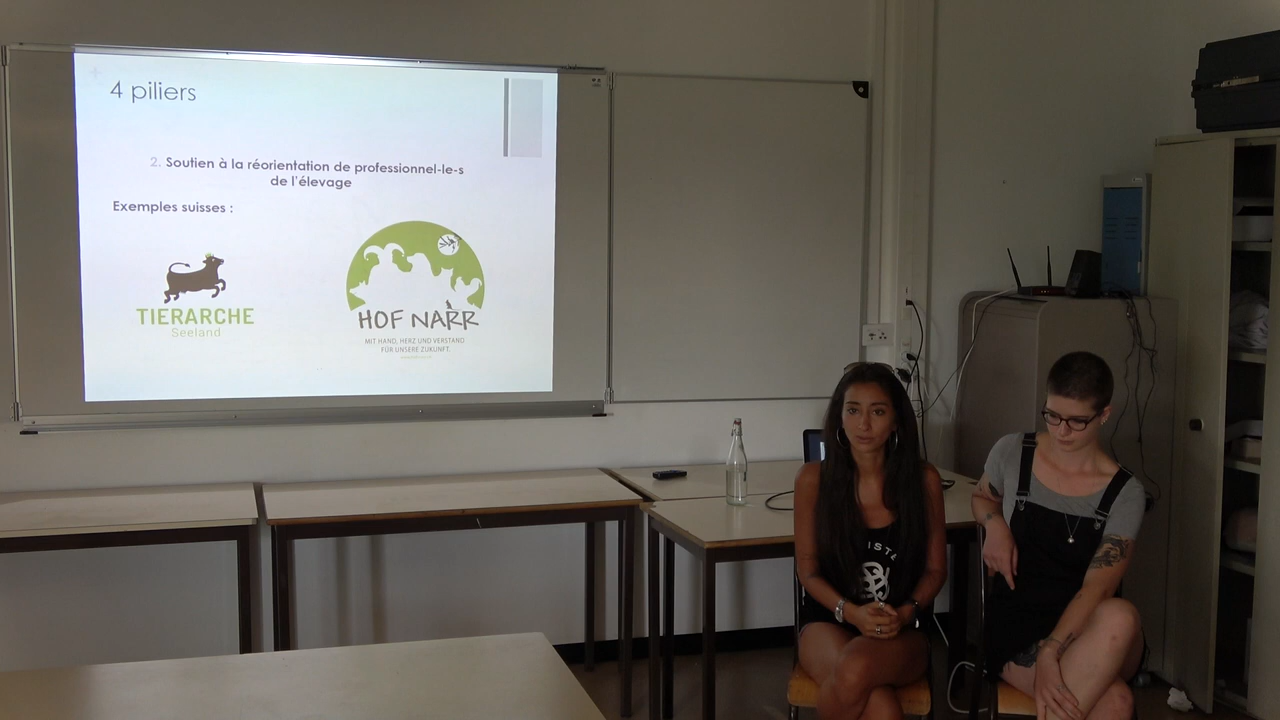 4 piliers
2. Soutien à la réorientation de professionnel-le-s
de l'élevage
Exemples suisses :
TIERARCHE
Seeland
HOF NARR
MIT HAND, HERZ UND VERSTAND
FÜR UNSERE ZUKUNFT.